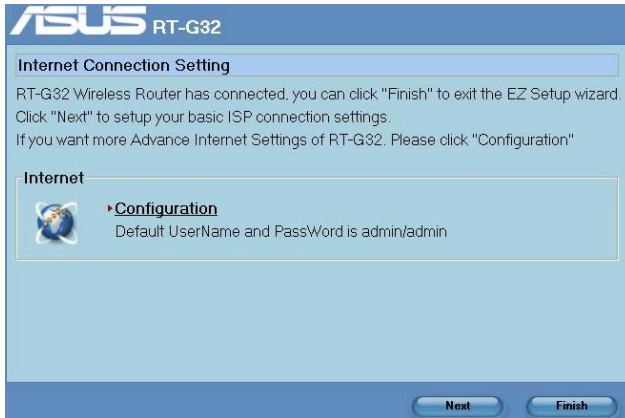 ASUS RT-G32
Internet Connection Setting
RT-G32 Wireless Router has connected, you can click "Finish" to exit the EZ Setup wizard.
Click "Next" to setup your basic ISP connection settings.
If you want more Advance Internet Settings of RT-G32. Please click "Configuration"
Internet
Configuration
Default UserName and PassWord is admin/admin
Next Finish